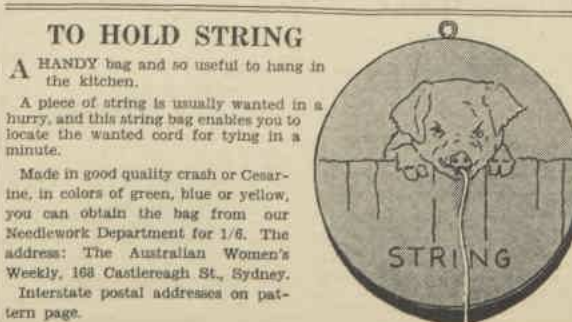 TO HOLD STRING
A HANDY bag and so useful to hang in
the kitchen.
A piece of string is usually wanted in a
hurry, and this string bag enables you to
locate the wanted cord for tying in a
minute.
Made in good quality crash or Cesar-
ine, in colors of green, blue or yellow,
you can obtain the bag from our
Needlework Department for 1/6. The
address: The Australian Women's
Weekly, 168 Castlereagh St., Sydney.
Interstate postal addresses on pat-
tern page.
STRING